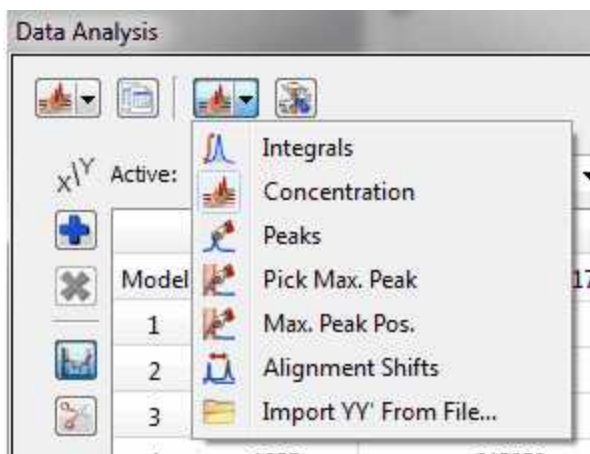 Data Analysis
Integrals
X/Y Active:
Concentration
Peaks
Model
Pick Max. Peak
17
1
Max. Peak Pos.
2
Alignment Shifts
3
Import YY' From File...